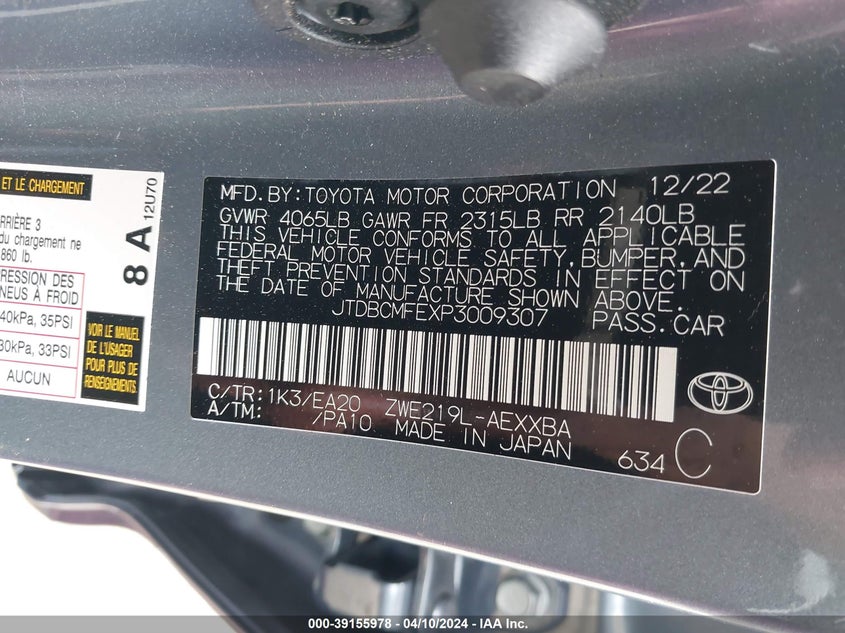 ET LE CHARGEMENT
RRIÈRE 3
du chargement ne
860 lb.
RESSION DES
NEUS À FROID
40kPa, 35PSI
30kPa, 33PSI
AUCUN
VOIR LE MANUEL
DE L'USAGER
POUR PLUS DE
RENSEIGNEMENTS
8 A 12U70
MFD.BY:TOYOTA MOTOR CORPORATION 12/22
GVWR 4065LB GAWR FR 2315LB RR 2140LB
THIS VEHICLE CONFORMS TO ALL APPLICABLE
FEDERAL MOTOR VEHICLE SAFETY,BUMPER,AND
THEFT PREVENTION STANDARDS IN EFFECT ON
THE DATE OF MANUFACTURE SHOWN ABOVE.
JTDBCMFEXP3009307 PASS.CAR
C/TR:1K3/EA20 ZWE219L-AEXXBA
A/TM: /PA10 MADE IN JAPAN
634 C
000-39155978 - 04/10/2024 - IAA Inc.